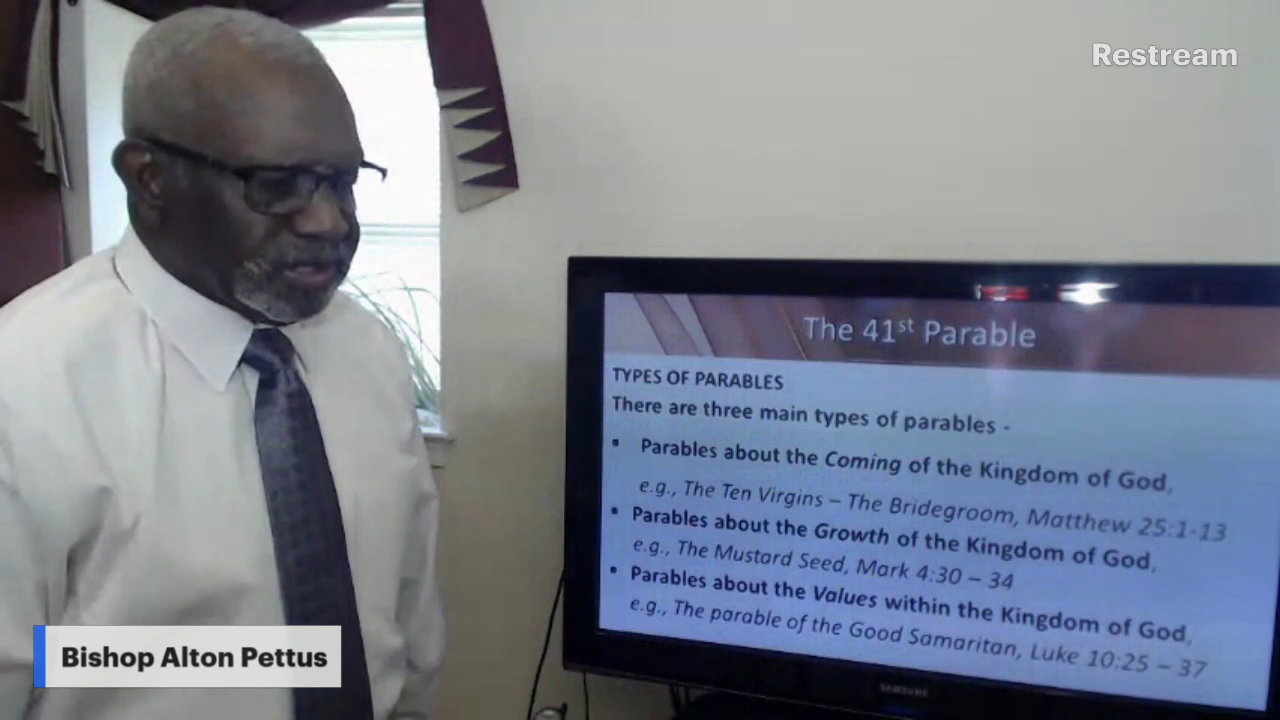 Restream
The 41st Parable
TYPES OF PARABLES
There are three main types of parables -
▪ Parables about the Coming of the Kingdom of God,
e.g., The Ten Virgins – The Bridegroom, Matthew 25:1-13
▪ Parables about the Growth of the Kingdom of God,
e.g., The Mustard Seed, Mark 4:30 – 34
▪ Parables about the Values within the Kingdom of God,
e.g., The parable of the Good Samaritan, Luke 10:25 – 37
SAMSUNG
Bishop Alton Pettus